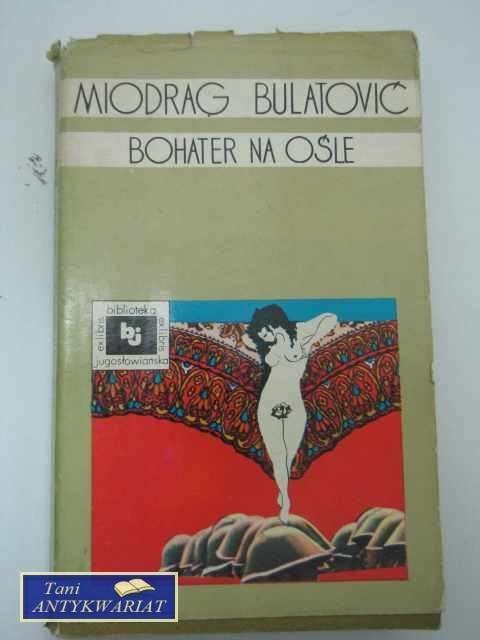 MIODRAG BULATOVIĆ
BOHATER NA OŚLE
biblioteka
exlibris
bj
exlibris
jugosłowiańska
Tani
ANTYKWARIAT